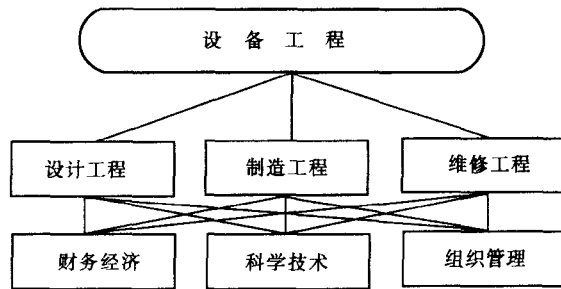 设备工程
设计工程
制造工程
维修工程
财务经济
科学技术
组织管理